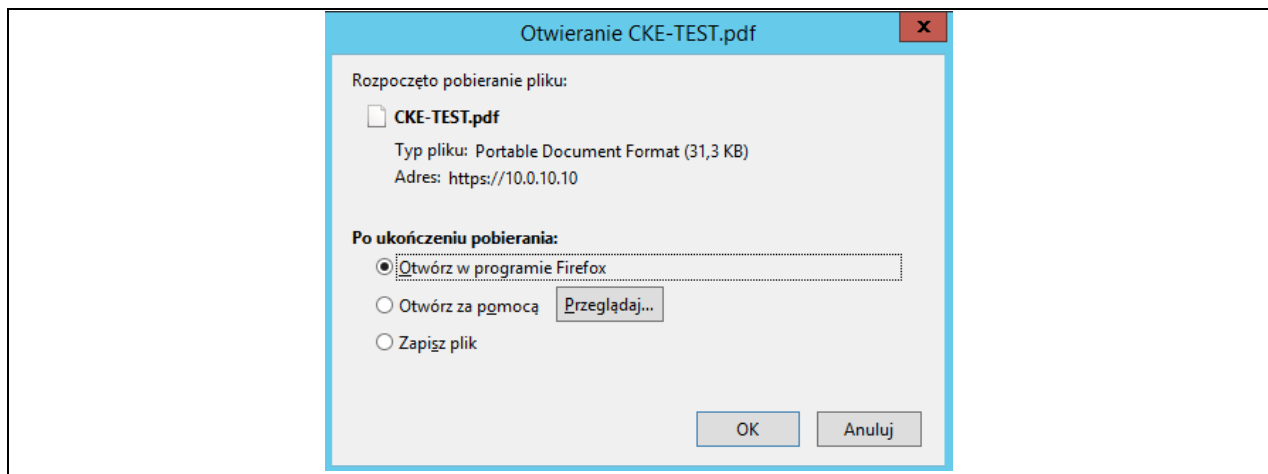 Otwieranie CKE-TEST.pdf
x
Rozpoczęto pobieranie pliku:
CKE-TEST.pdf
Typ pliku: Portable Document Format (31,3 KB)
Adres: https://10.0.10.10
Po ukończeniu pobierania:
Otwórz w programie Firefox
Otwórz za pomocą Przeglądaj...
Zapisz plik
OK Anuluj